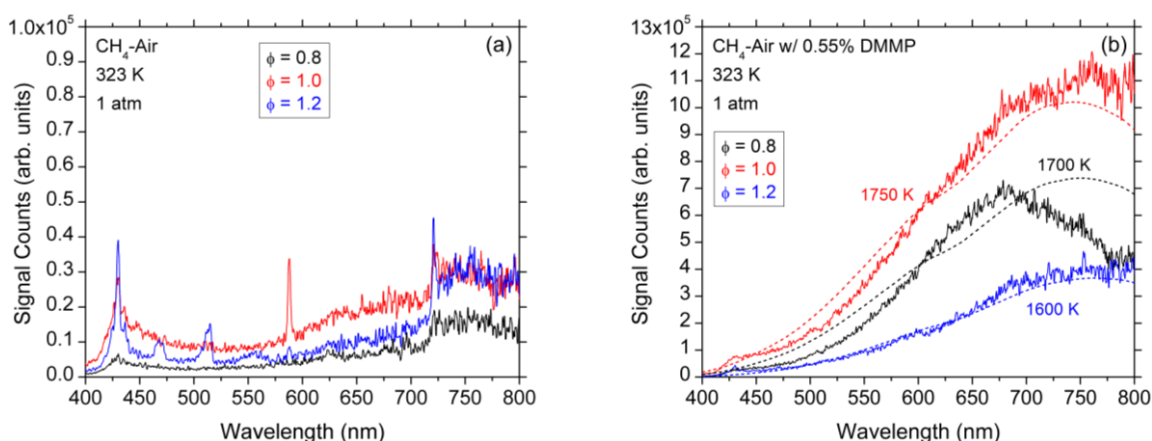 1.0x10⁵
0.9
0.8
0.7
0.6
0.5
0.4
0.3
0.2
0.1
0.0
Signal Counts (arb. units)
CH₄-Air
323 K
1 atm
ϕ = 0.8
ϕ = 1.0
ϕ = 1.2
(a)
400 450 500 550 600 650 700 750 800
Wavelength (nm)
13x10⁵
12
11
10
9
8
7
6
5
4
3
2
1
0
Signal Counts (arb. units)
CH₄-Air w/ 0.55% DMMP
323 K
1 atm
ϕ = 0.8
ϕ = 1.0
ϕ = 1.2
(b)
1700 K
1750 K
1600 K
400 450 500 550 600 650 700 750 800
Wavelength (nm)